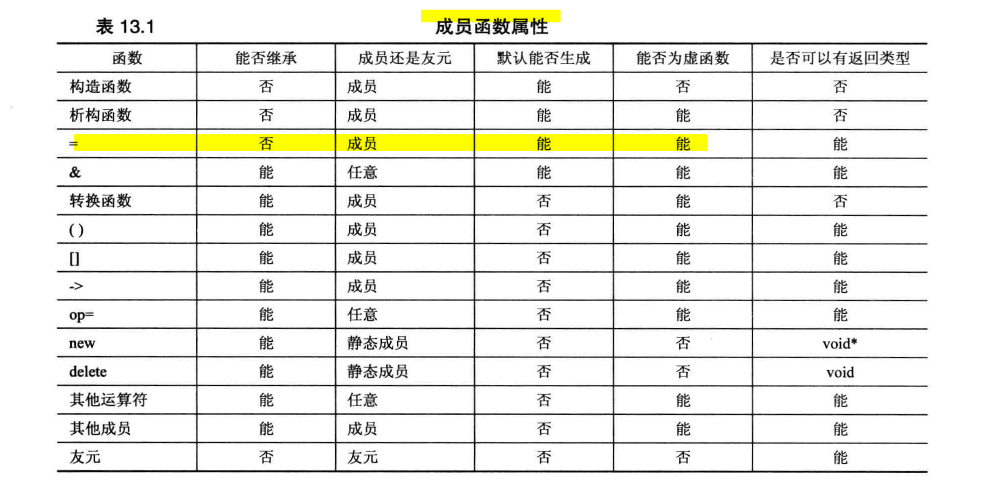 表 13.1 成员函数属性
函数 能否继承 成员还是友元 默认能否生成 能否为虚函数 是否可以有返回类型
构造函数 否 成员 能 否 否
析构函数 否 成员 能 能 否
= 否 成员 能 能 能
& 能 任意 能 能 能
转换函数 能 成员 否 能 否
( ) 能 成员 否 能 能
[] 能 成员 否 能 能
-> 能 成员 否 能 能
op= 能 任意 否 能 能
new 能 静态成员 否 否 void*
delete 能 静态成员 否 否 void
其他运算符 能 任意 否 能 能
其他成员 能 成员 否 能 能
友元 否 友元 否 否 能